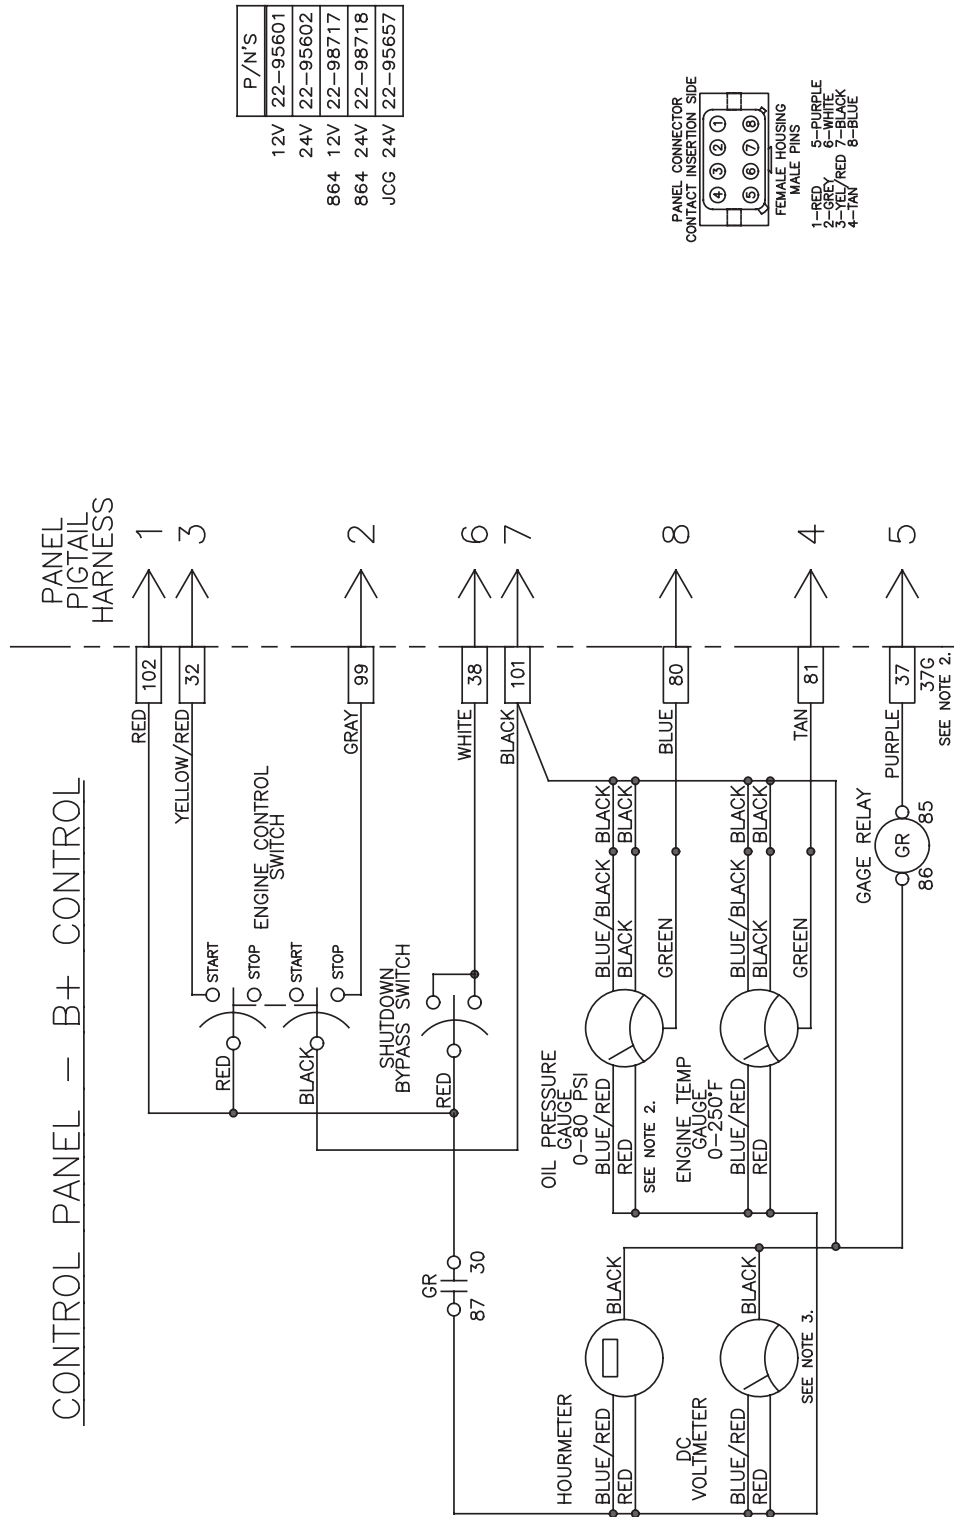 CONTROL PANEL – B+ CONTROL
PANEL
PIGTAIL
HARNESS
RED
102
1
YELLOW/RED
32
3
START
STOP
RED
ENGINE CONTROL
SWITCH
START
STOP
BLACK
GRAY
99
2
SHUTDOWN
BYPASS SWITCH
RED
WHITE
38
6
BLACK
101
7
GR
87
30
OIL PRESSURE
GAUGE
0–80 PSI
BLUE/RED
RED
SEE NOTE 2.
BLUE/BLACK
BLACK
BLACK
BLACK
GREEN
BLUE
80
8
ENGINE TEMP
GAUGE
0–250°F
BLUE/RED
RED
BLUE/BLACK
BLACK
BLACK
BLACK
GREEN
TAN
81
4
HOURMETER
BLUE/RED
RED
BLACK
DC
VOLTMETER
BLUE/RED
RED
BLACK
SEE NOTE 3.
GAGE RELAY
86
GR
85
PURPLE
37
37G
SEE NOTE 2.
5
P/N'S
12V 22–95601
24V 22–95602
864 12V 22–98717
864 24V 22–98718
JCG 24V 22–95657
PANEL CONNECTOR
CONTACT INSERTION SIDE
4 3 2 1
5 6 7 8
FEMALE HOUSING
MALE PINS
1–RED 5–PURPLE
2–GREY 6–WHITE
3–YEL/RED 7–BLACK
4–TAN 8–BLUE